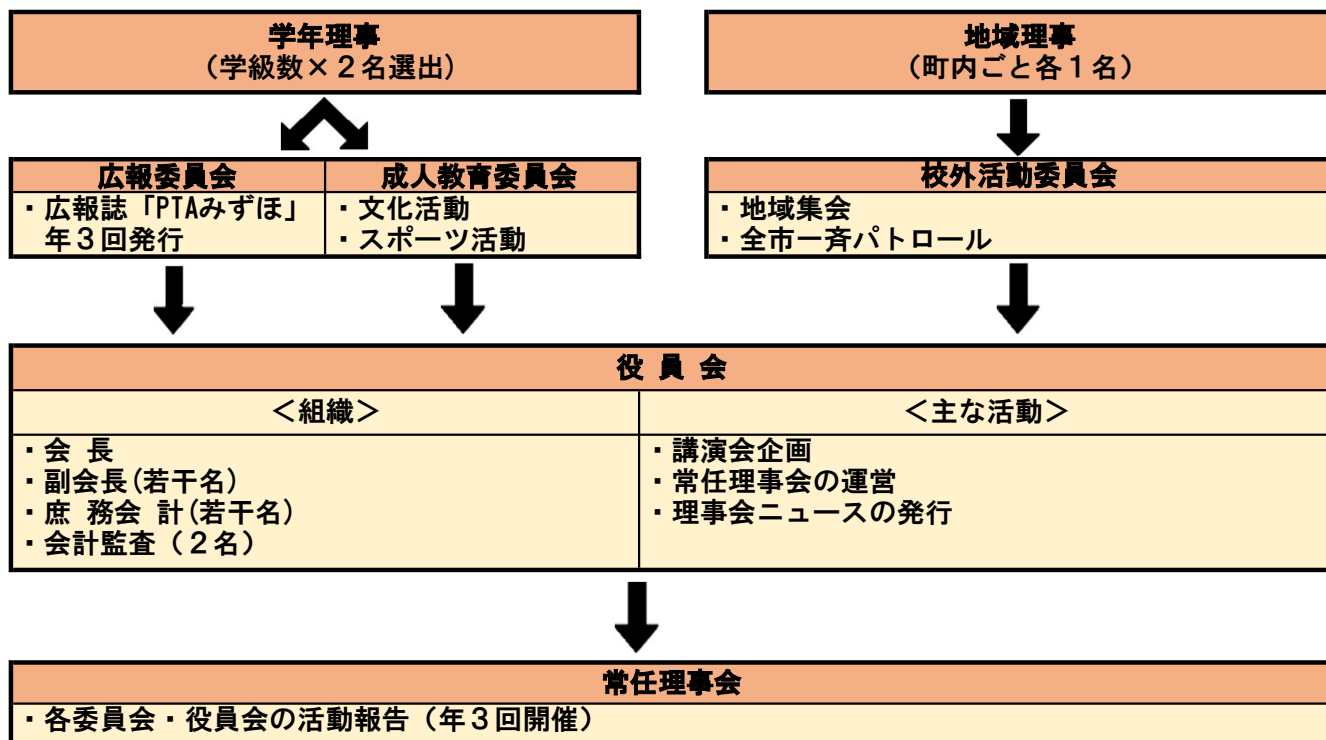 学年理事
（学級数×２名選出）
地域理事
（町内ごと各１名）
広報委員会
・広報誌「PTAみずほ」
年３回発行
成人教育委員会
・文化活動
・スポーツ活動
校外活動委員会
・地域集会
・全市一斉パトロール
役 員 会
＜組織＞
・会 長
・副会長(若干名)
・庶 務会 計(若干名)
・会計監査（２名）
＜主な活動＞
・講演会企画
・常任理事会の運営
・理事会ニュースの発行
常任理事会
・各委員会・役員会の活動報告（年３回開催）